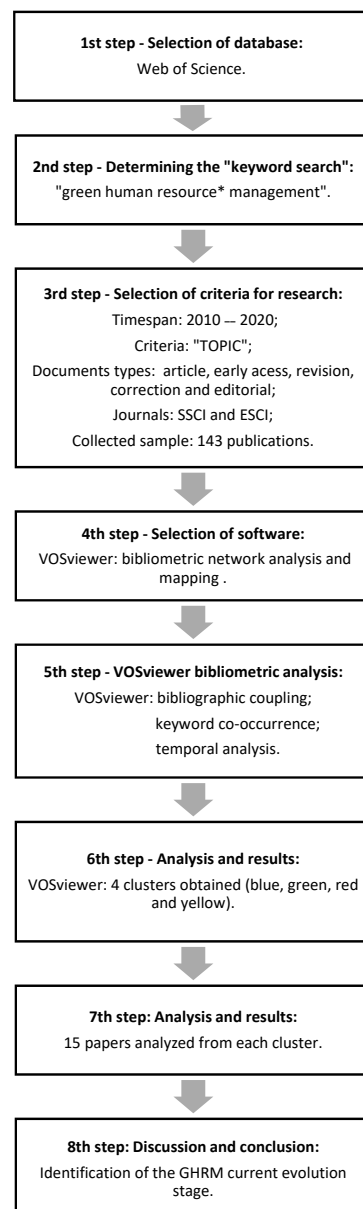 1st step - Selection of database:
Web of Science.
2nd step - Determining the "keyword search":
"green human resource* management".
3rd step - Selection of criteria for research:
Timespan: 2010 -- 2020;
Criteria: "TOPIC";
Documents types: article, early acess, revision,
correction and editorial;
Journals: SSCI and ESCI;
Collected sample: 143 publications.
4th step - Selection of software:
VOSviewer: bibliometric network analysis and
mapping .
5th step - VOSviewer bibliometric analysis:
VOSviewer: bibliographic coupling;
keyword co-occurrence;
temporal analysis.
6th step - Analysis and results:
VOSviewer: 4 clusters obtained (blue, green, red
and yellow).
7th step: Analysis and results:
15 papers analyzed from each cluster.
8th step: Discussion and conclusion:
Identification of the GHRM current evolution
stage.